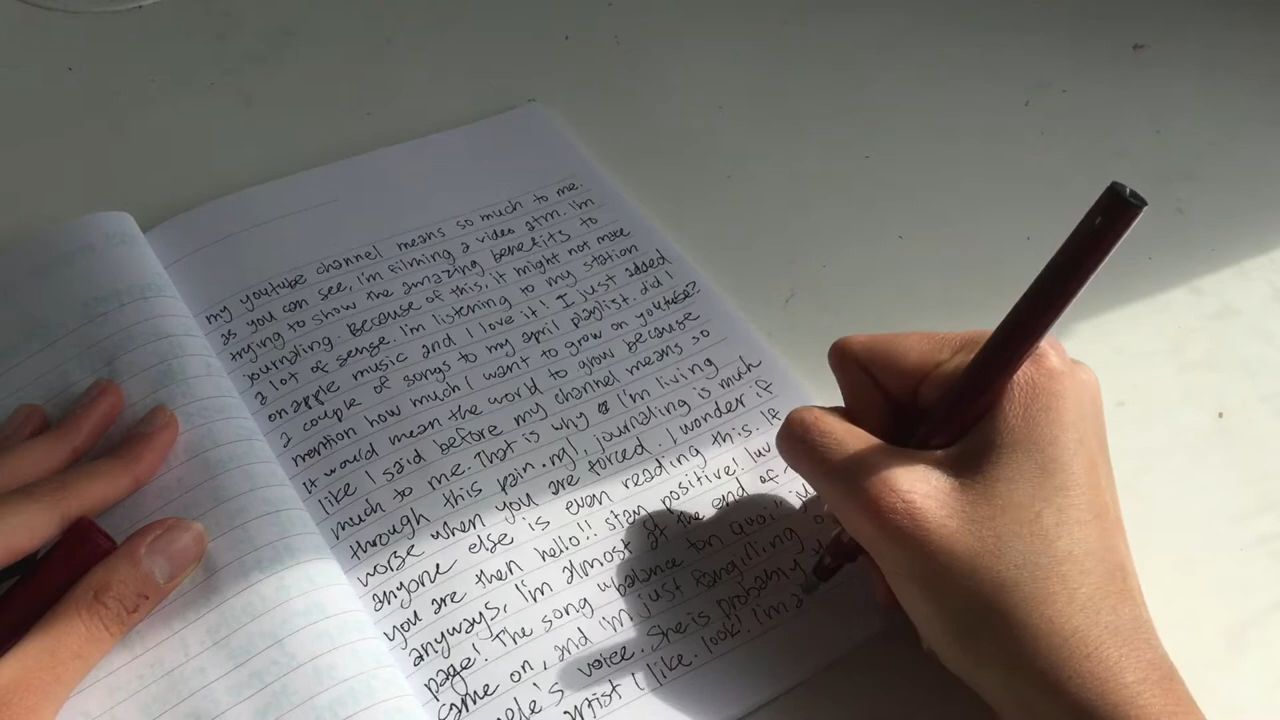 my youtube channel means so much to me.
as you can see, i'm filming a video atm. I'm
trying to show the amazing benefits to
journaling. Because of this, it might not make
a lot of sense. I'm listening to my station
on apple music and I love it! I just added
a couple of songs to my april playlist. did I
mention how much I want to grow on youtube?
It would mean the world to grow because
like I said before my channel means so
much to me. That is why I'm living
through this pain. ngl, journaling is much
worse when you are forced. I wonder if
anyone else is even reading this. If
you are then hello!! stay positive! luv
anyways, I'm almost at the end of
page! The song balance ton quoi
came on, and i'm just fangirling
voice. She is probably
artist I like. look! i'm a